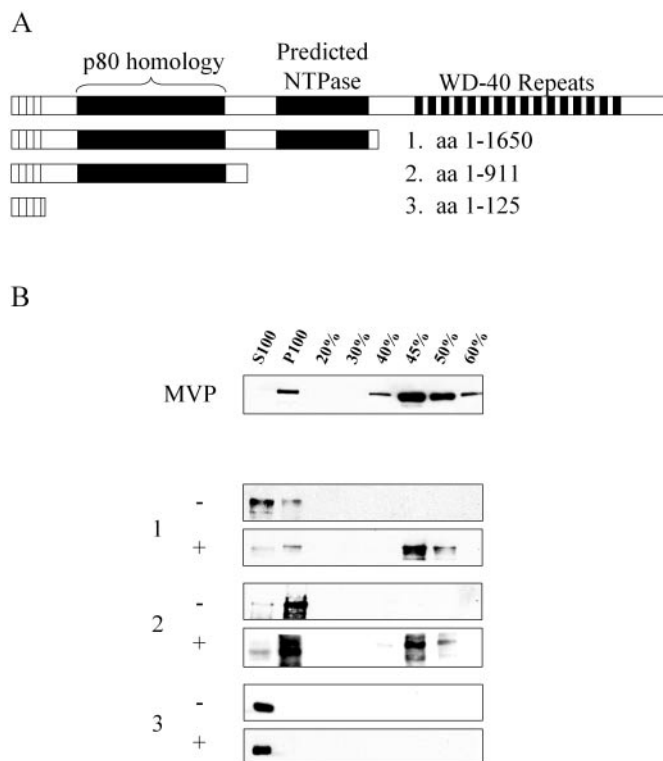 A
p80 homology
Predicted
NTPase
WD-40 Repeats
1. aa 1-1650
2. aa 1-911
3. aa 1-125
B
S100 P100 20% 30% 40% 45% 50% 60%
MVP
1
-
+
2
-
+
3
-
+